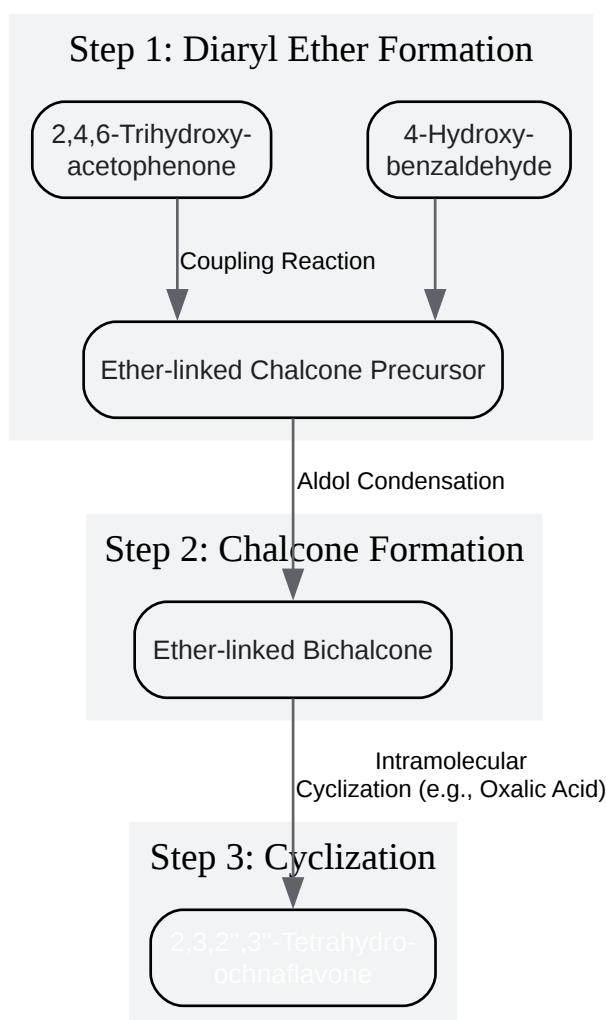 Step 1: Diaryl Ether Formation
2,4,6-Trihydroxy-
acetophenone
4-Hydroxy-
benzaldehyde
Coupling Reaction
Ether-linked Chalcone Precursor
Aldol Condensation
Step 2: Chalcone Formation
Ether-linked Bichalcone
Intramolecular
Cyclization (e.g., Oxalic Acid)
Step 3: Cyclization
2,3,2'',3''-Tetrahydro-
ochnaflavone